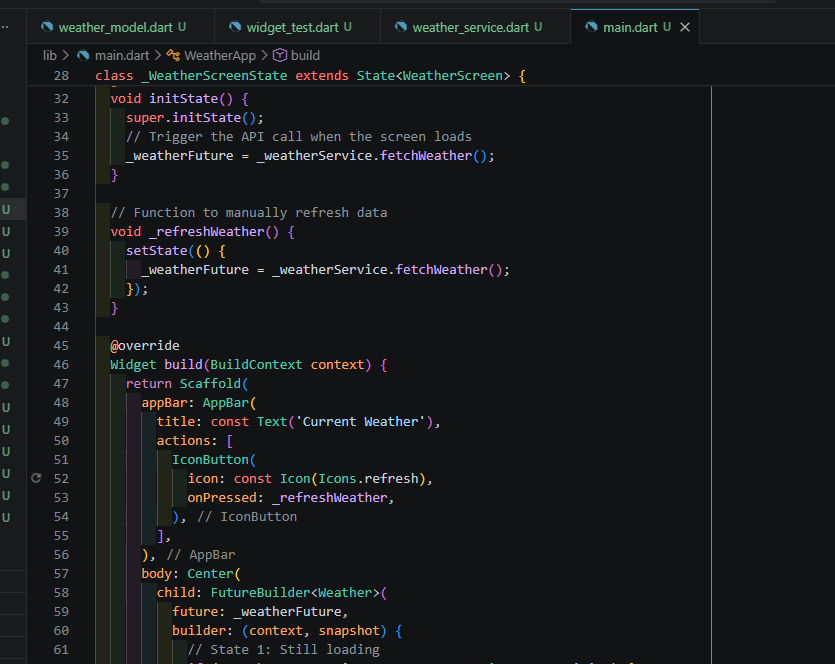 weather_model.dart U
widget_test.dart U
weather_service.dart U
main.dart U
lib > main.dart > WeatherApp > build
28 class _WeatherScreenState extends State<WeatherScreen> {
32 void initState() {
33 super.initState();
34 // Trigger the API call when the screen loads
35 _weatherFuture = _weatherService.fetchWeather();
36 }
37
38 // Function to manually refresh data
39 void _refreshWeather() {
40 setState(() {
41 _weatherFuture = _weatherService.fetchWeather();
42 });
43 }
44
45 @override
46 Widget build(BuildContext context) {
47 return Scaffold(
48 appBar: AppBar(
49 title: const Text('Current Weather'),
50 actions: [
51 IconButton(
52 icon: const Icon(Icons.refresh),
53 onPressed: _refreshWeather,
54 ), // IconButton
55 ],
56 ), // AppBar
57 body: Center(
58 child: FutureBuilder<Weather>(
59 future: _weatherFuture,
60 builder: (context, snapshot) {
61 // State 1: Still loading
U
U
U
U
U
U
U
U
U
U